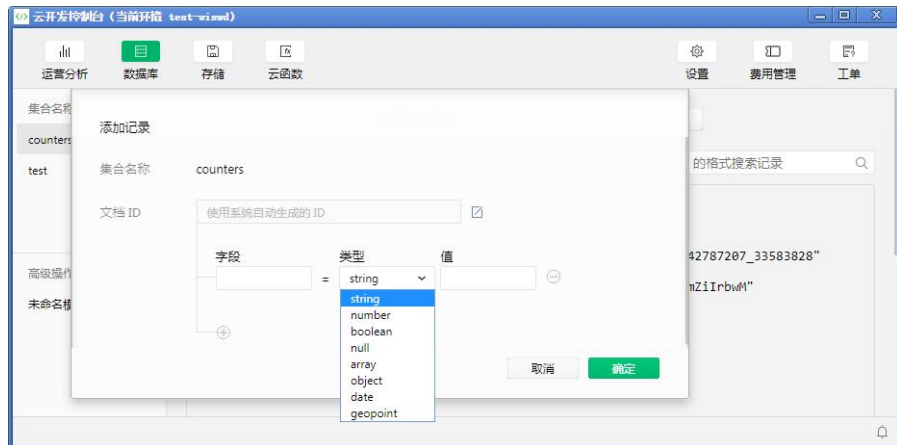 云开发控制台（当前环境 test-wiawd）
运营分析 数据库 存储 云函数 设置 费用管理 工单
集合名称
counters
test
高级操作
添加记录
集合名称 counters
文档 ID 使用系统自动生成的 ID
字段 类型 值
= string
string
number
boolean
null
array
object
date
geopoint
取消 确定
的格式搜索记录
42787207_33583828"
mZiIrbwM"
未命名模